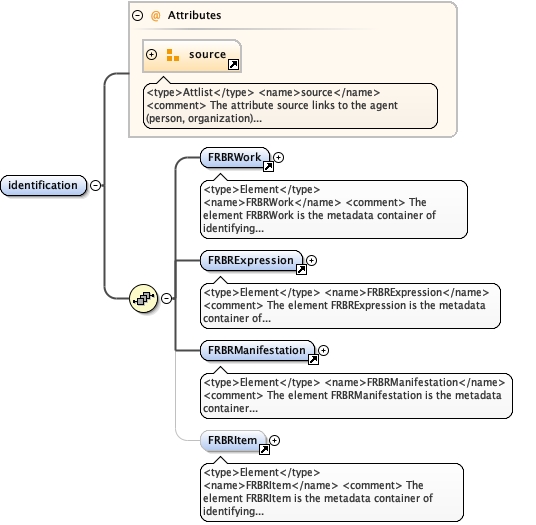 @ Attributes
source
<type>Attlist</type> <name>source</name>
<comment> The attribute source links to the agent
(person, organization)...
identification
FRBRWork
<type>Element</type>
<name>FRBRWork</name> <comment> The
element FRBRWork is the metadata container of
identifying...
FRBRExpression
<type>Element</type> <name>FRBRExpression</name>
<comment> The element FRBRExpression is the metadata
container of...
FRBRManifestation
<type>Element</type> <name>FRBRManifestation</name>
<comment> The element FRBRManifestation is the metadata
container...
FRBRItem
<type>Element</type>
<name>FRBRItem</name> <comment> The
element FRBRItem is the metadata container of
identifying...